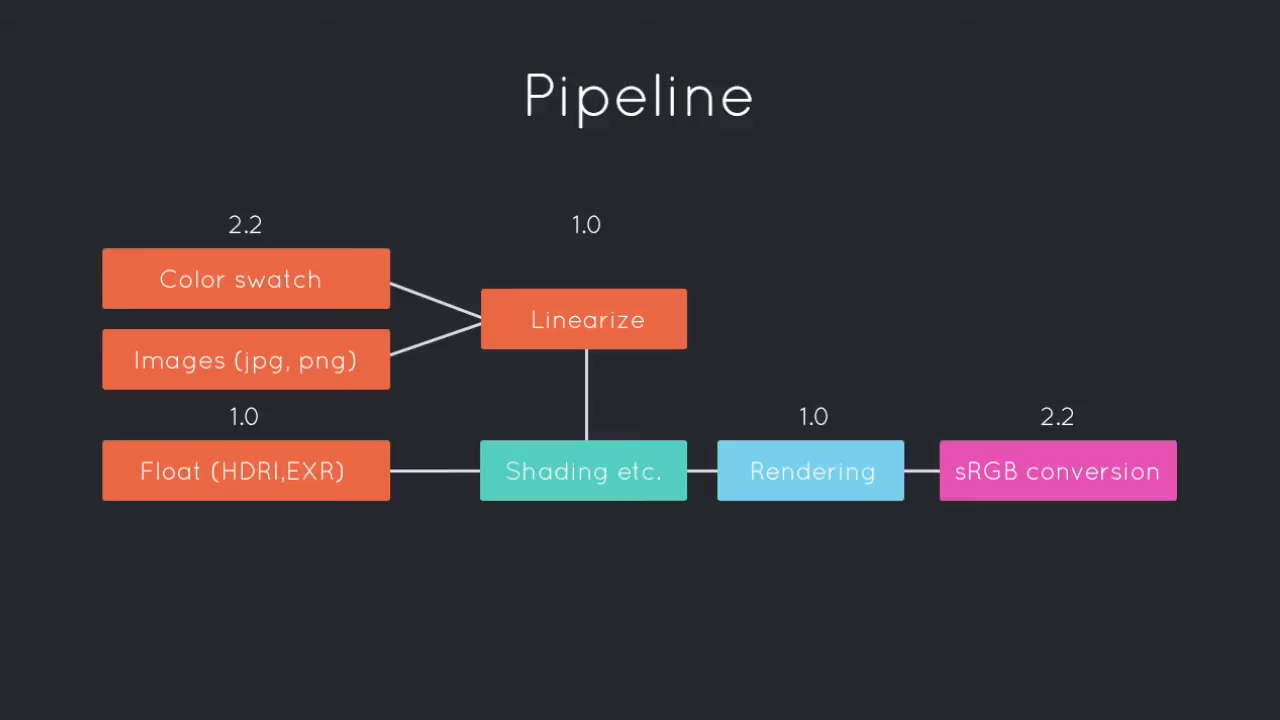 Pipeline
2.2
1.0
Color swatch
Linearize
Images (jpg, png)
1.0
1.0
2.2
Float (HDRI,EXR)
Shading etc.
Rendering
sRGB conversion